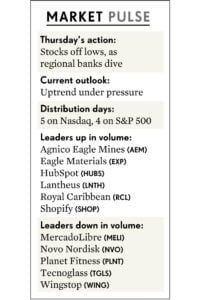 MARKET PULSE
Thursday's action:
Stocks off lows, as
regional banks dive
Current outlook:
Uptrend under pressure
Distribution days:
5 on Nasdaq, 4 on S&P 500
Leaders up in volume:
Agnico Eagle Mines (AEM)
Eagle Materials (EXP)
HubSpot (HUBS)
Lantheus (LNTH)
Royal Caribbean (RCL)
Shopify (SHOP)
Leaders down in volume:
MercadoLibre (MELI)
Novo Nordisk (NVO)
Planet Fitness (PLNT)
Tecnoglass (TGLS)
Wingstop (WING)